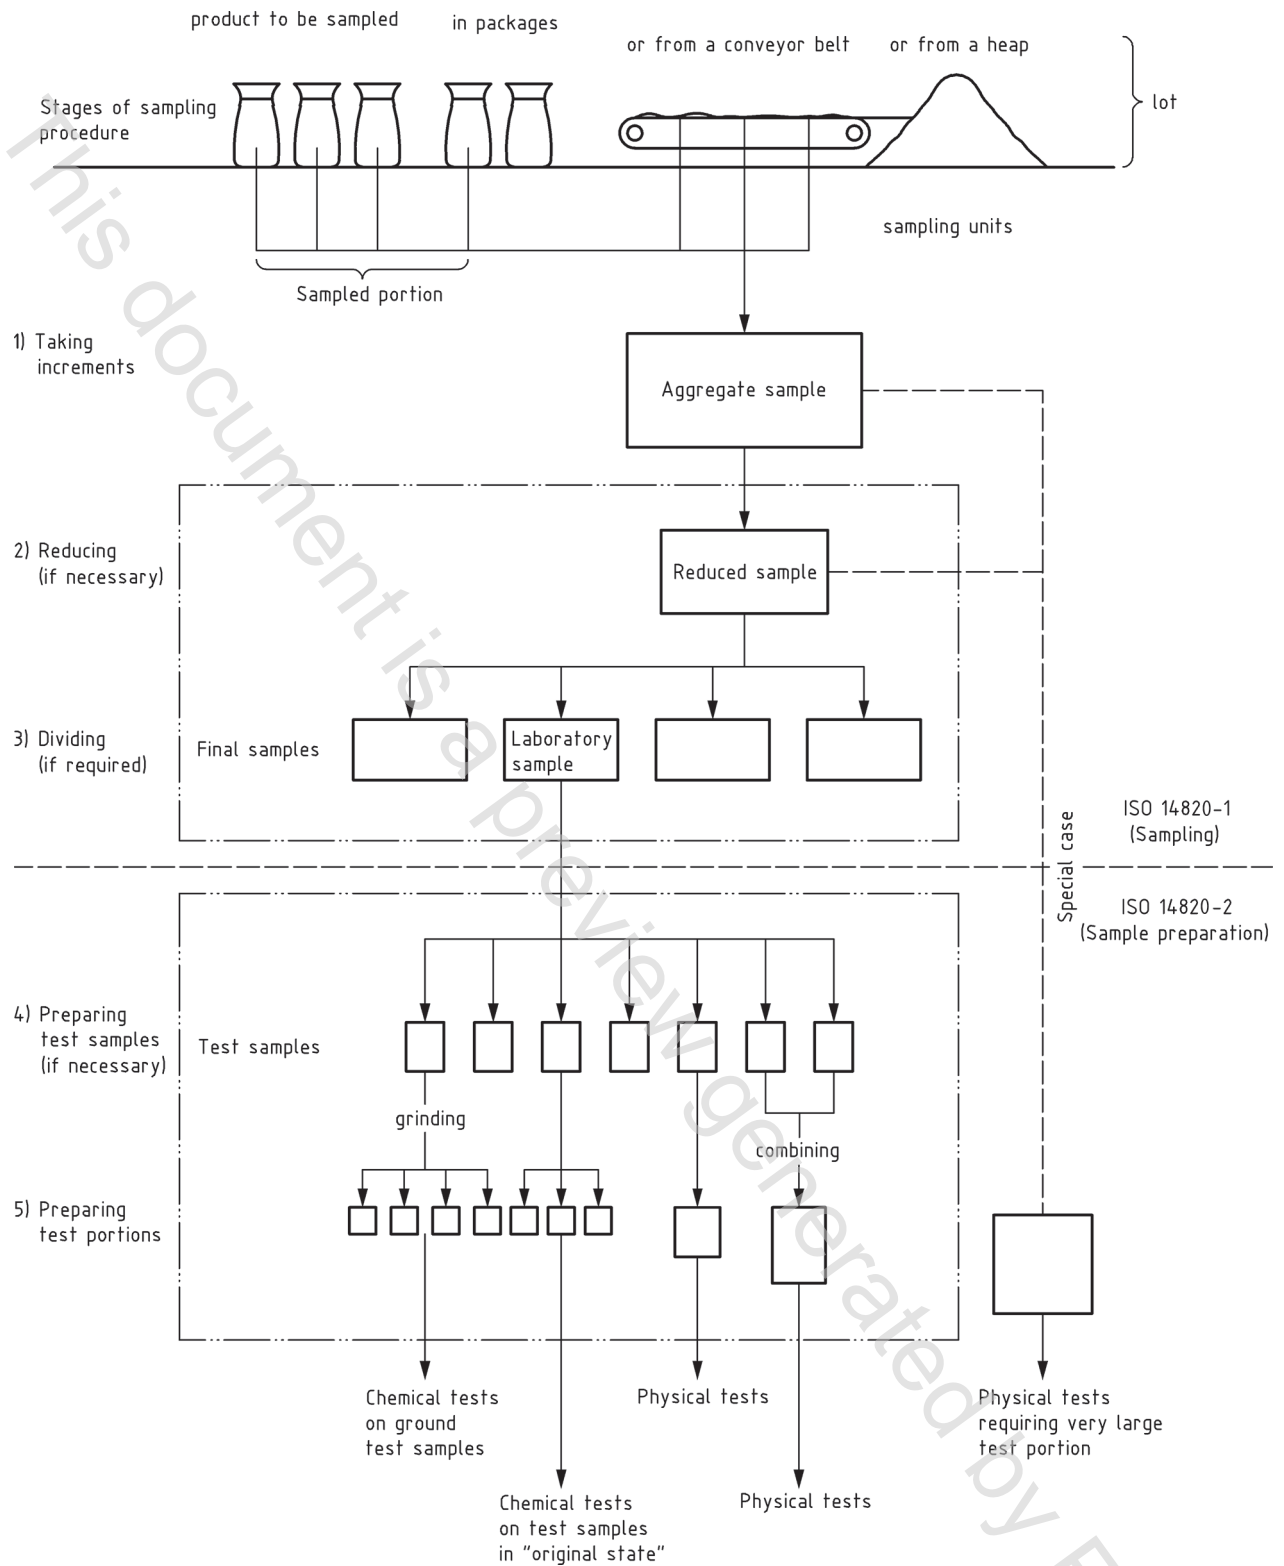 product to be sampled
in packages
or from a conveyor belt
or from a heap
Stages of sampling
procedure
lot
sampling units
Sampled portion
1) Taking
increments
Aggregate sample
2) Reducing
(if necessary)
Reduced sample
3) Dividing
(if required)
Final samples
Laboratory
sample
ISO 14820-1
(Sampling)
Special case
ISO 14820-2
(Sample preparation)
4) Preparing
test samples
(if necessary)
Test samples
grinding
combining
5) Preparing
test portions
Chemical tests
on ground
test samples
Physical tests
Physical tests
requiring very large
test portion
Chemical tests
on test samples
in "original state"
Physical tests
This document is a preview generated by